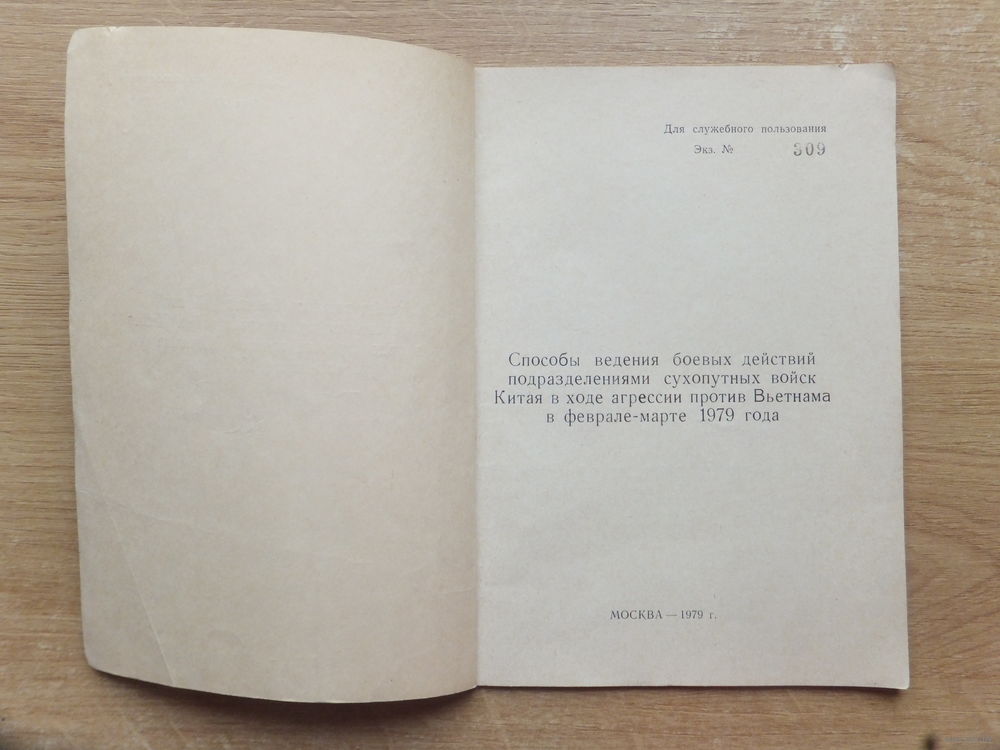 Для служебного пользования
Экз. № 309
Способы ведения боевых действий
подразделениями сухопутных войск
Китая в ходе агрессии против Вьетнама
в феврале-марте 1979 года
МОСКВА — 1979 г.